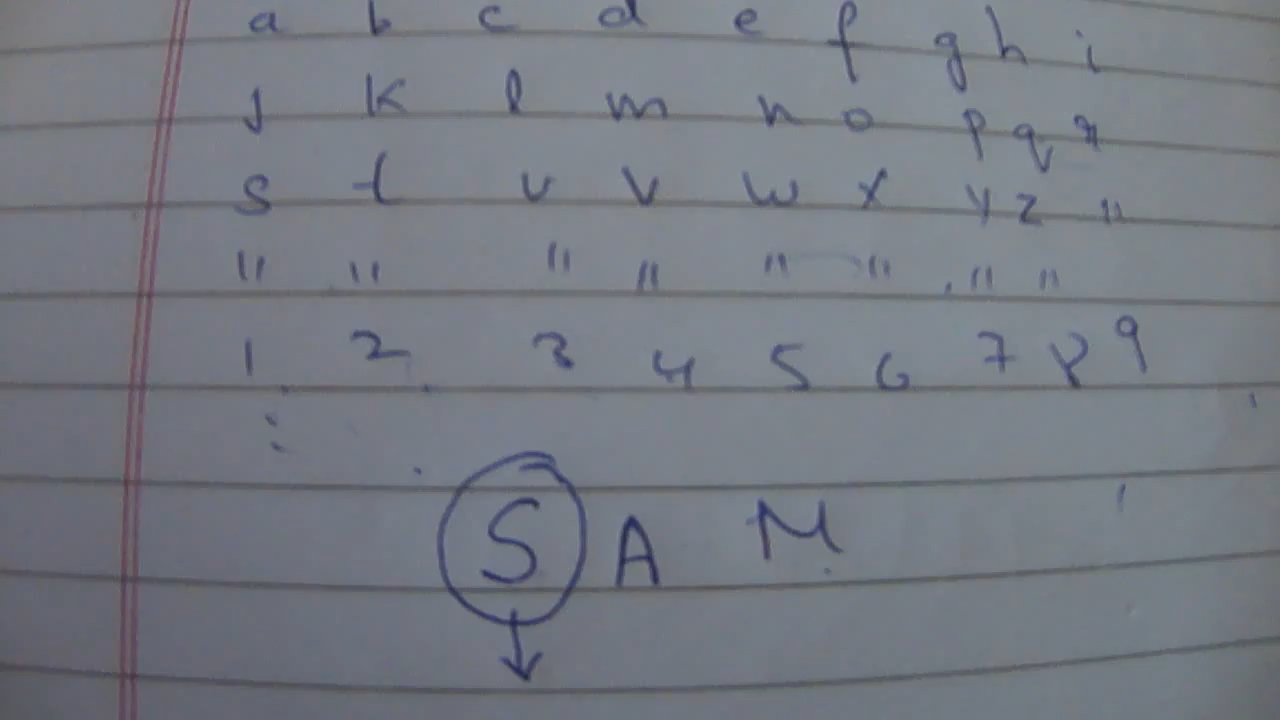 a b c d e f g h i
j k l m n o p q r
s t u v w x y z "
" " " " " " " "
1 2 3 4 5 6 7 8 9
S A M